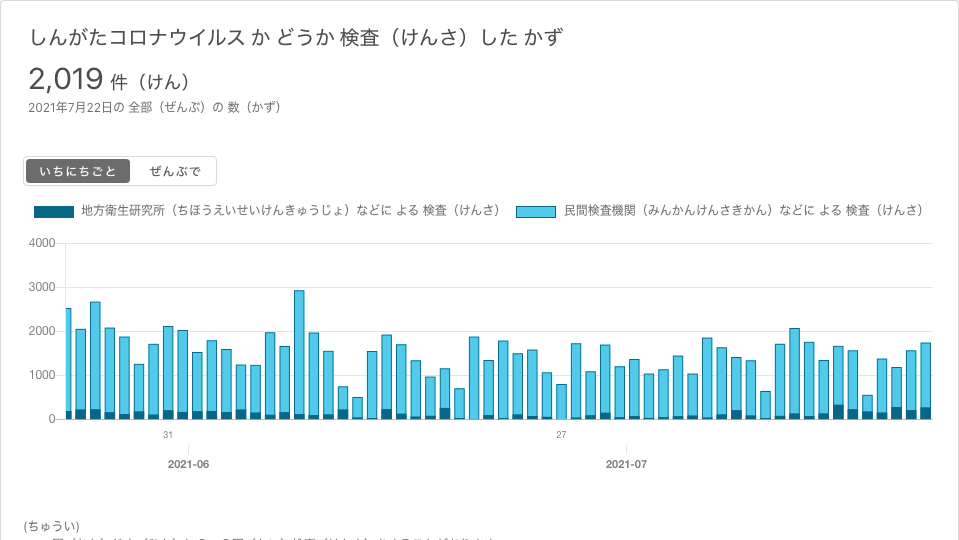 しんがたコロナウイルス か どうか 検査（けんさ）した かず
2,019 件（けん）
2021年7月22日の 全部（ぜんぶ）の 数（かず）
いちにちごと ぜんぶで
地方衛生研究所（ちほうえいせいけんきゅうじょ）などに よる 検査（けんさ） 民間検査機関（みんかんけんさきかん）などに よる 検査（けんさ）
4000
3000
2000
1000
0
31 27
2021-06 2021-07
(ちゅうい)